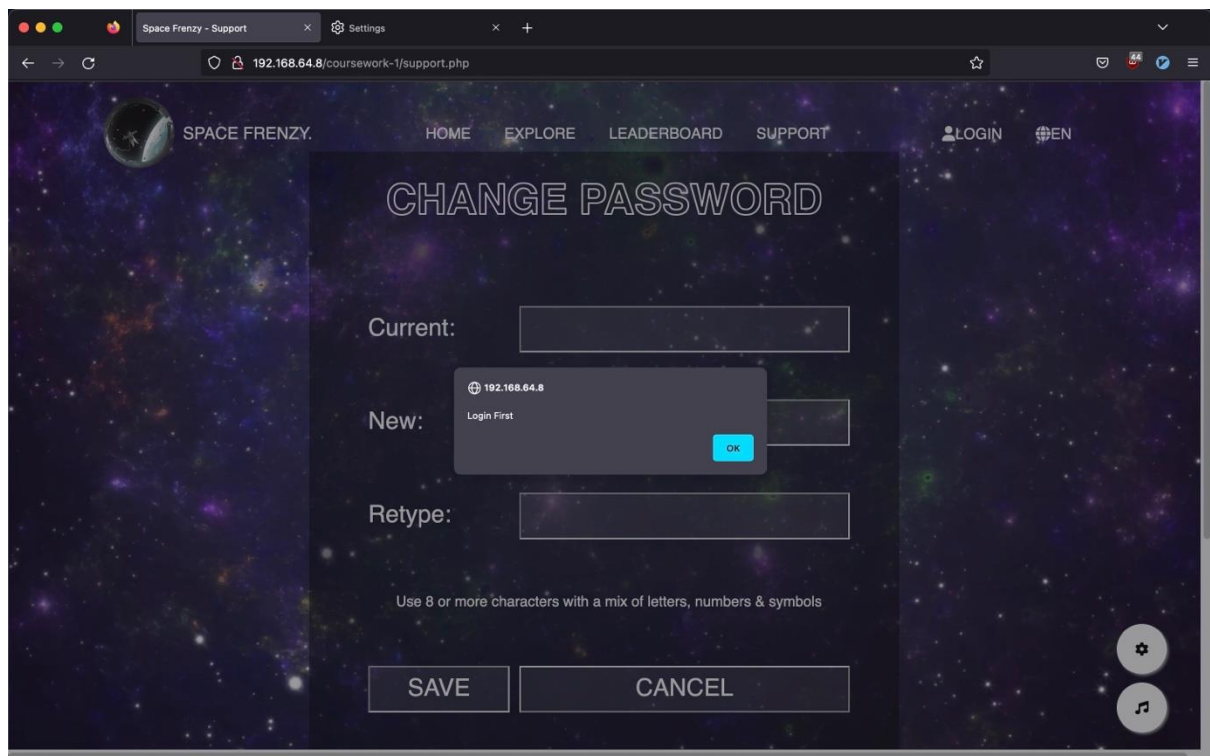 Space Frenzy - Support
Settings
192.168.64.8/coursework-1/support.php
44
SPACE FRENZY.
HOME EXPLORE LEADERBOARD SUPPORT LOGIN EN
CHANGE PASSWORD
Current:
192.168.64.8
Login First
New:
OK
Retype:
Use 8 or more characters with a mix of letters, numbers & symbols
SAVE CANCEL